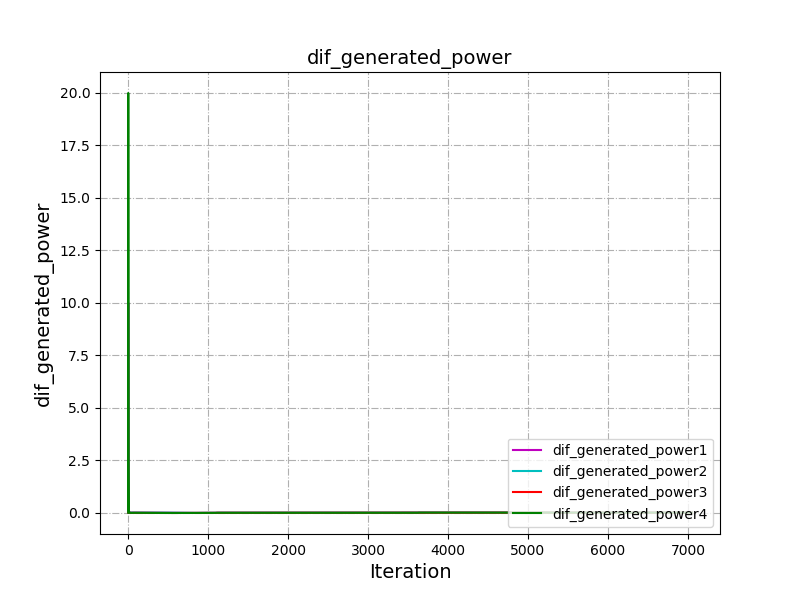 dif_generated_power
dif_generated_power
20.0
17.5
15.0
12.5
10.0
7.5
5.0
2.5
0.0
dif_generated_power1
dif_generated_power2
dif_generated_power3
dif_generated_power4
0 1000 2000 3000 4000 5000 6000 7000
Iteration